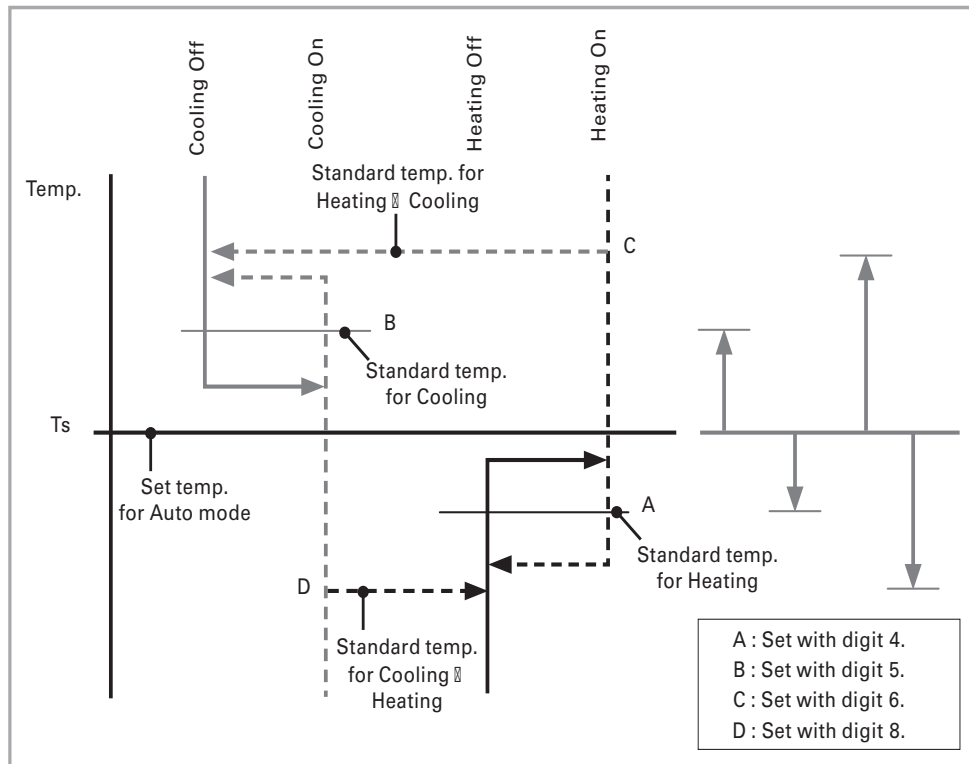 Cooling Off
Cooling On
Heating Off
Heating On
Temp.
Standard temp. for
Heating Cooling
C
B
Standard temp.
for Cooling
Ts
Set temp.
for Auto mode
A
Standard temp.
for Heating
D
Standard temp.
for Cooling
Heating
A : Set with digit 4.
B : Set with digit 5.
C : Set with digit 6.
D : Set with digit 8.